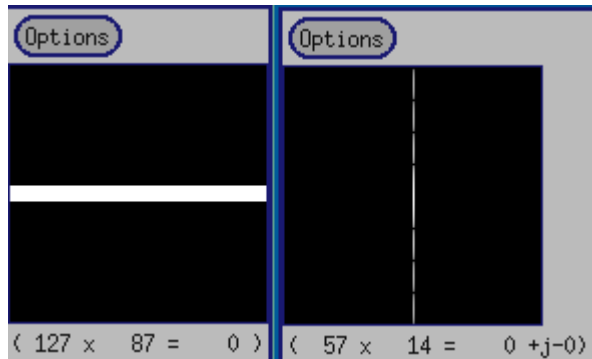 Options
Options
( 127 x 87 = 0 )
( 57 x 14 = 0 +j-0)